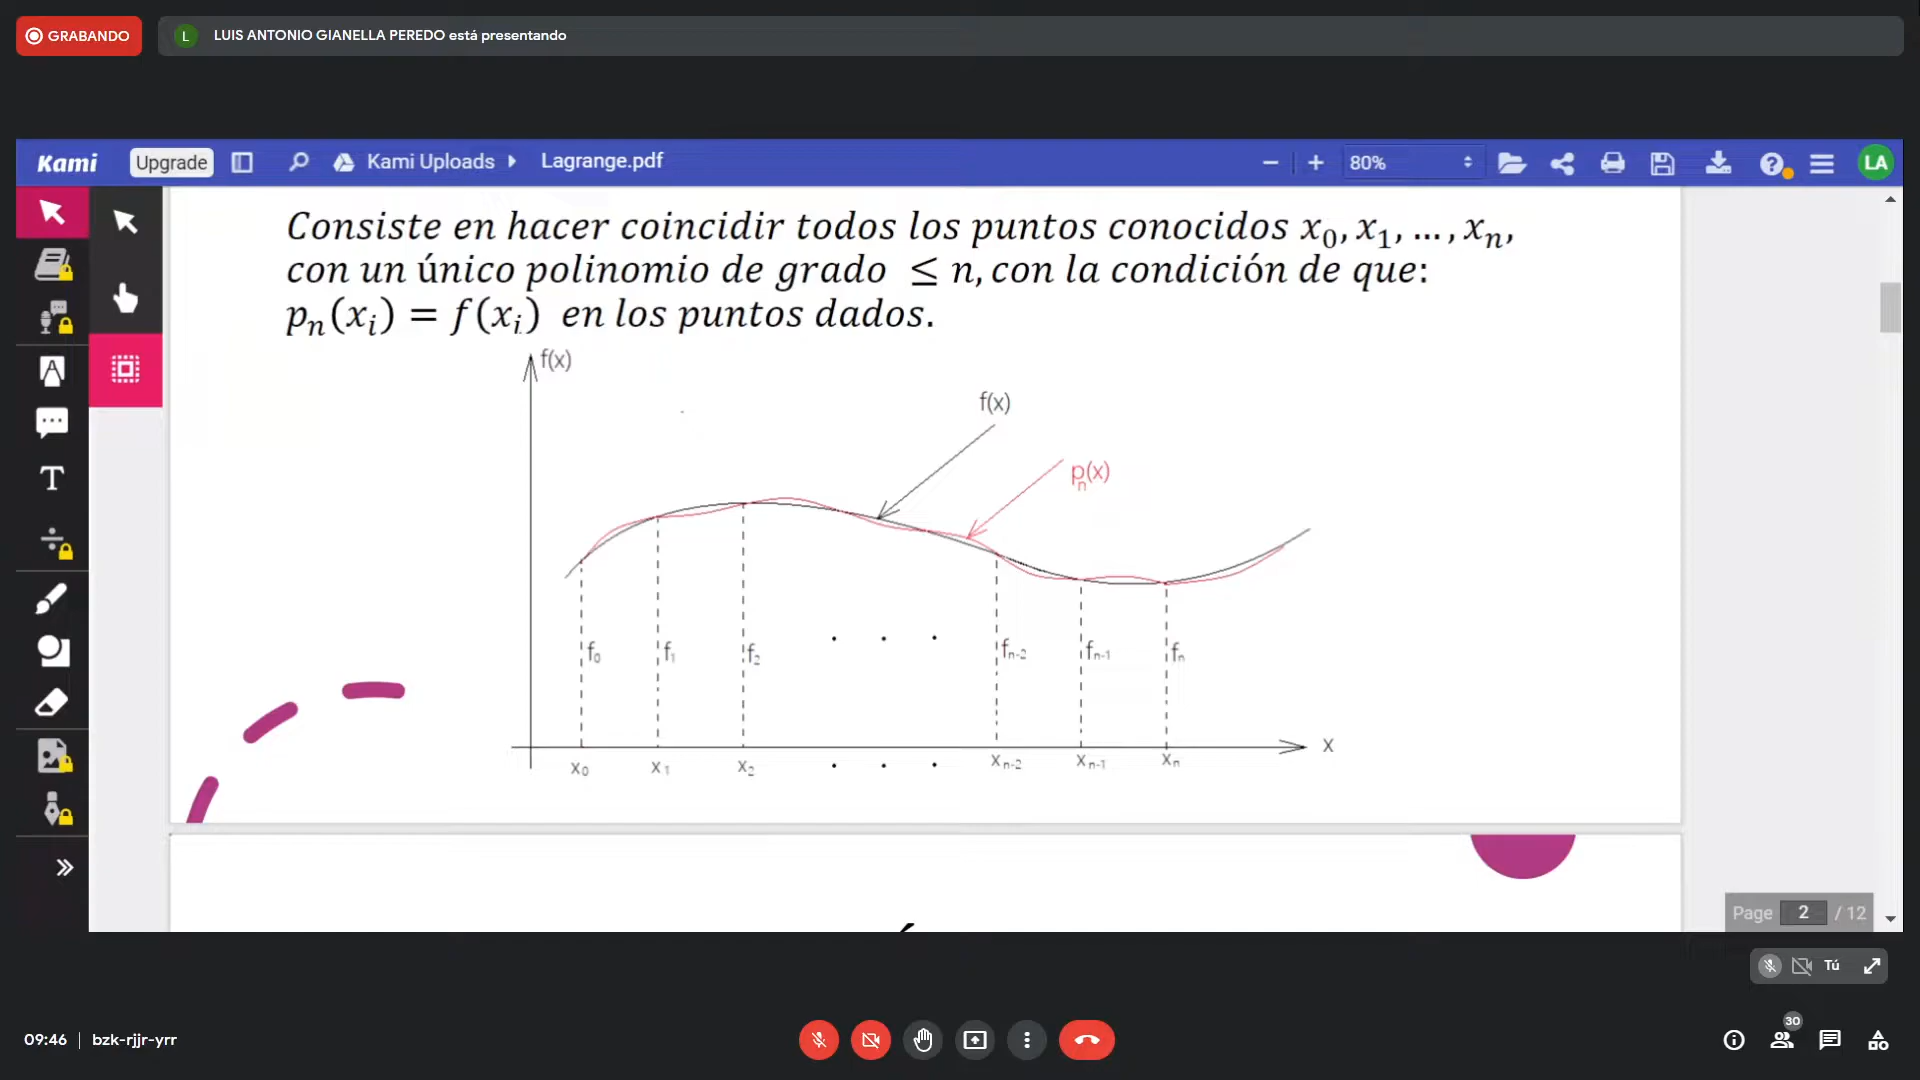 GRABANDO
L LUIS ANTONIO GIANELLA PEREDO está presentando
Kami Upgrade Kami Uploads Lagrange.pdf 80% LA
Consiste en hacer coincidir todos los puntos conocidos x₀, x₁, ... , xₙ,
con un único polinomio de grado ≤ n, con la condición de que:
pₙ(xᵢ) = f(xᵢ) en los puntos dados.
f(x)
f(x)
pₙ(x)
f₀ f₁ f₂ . . . fₙ₋₂ fₙ₋₁ fₙ
x
x₀ x₁ x₂ . . . xₙ₋₂ xₙ₋₁ xₙ
Page 2 / 12
Tú
30
09:46 | bzk-rjjr-yrr